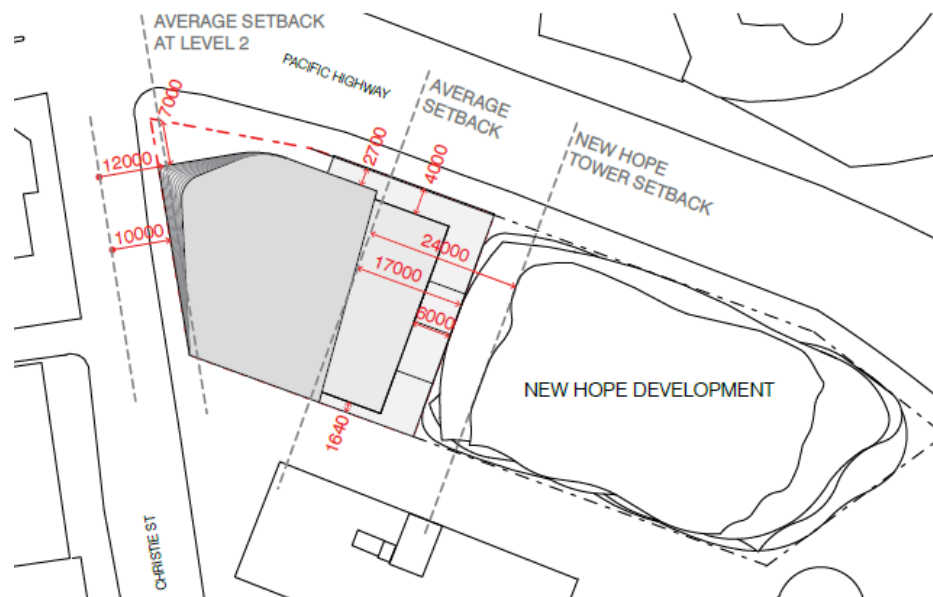 AVERAGE SETBACK
AT LEVEL 2
PACIFIC HIGHWAY
AVERAGE
SETBACK
NEW HOPE
TOWER SETBACK
7000
2700
4000
12000
10000
24000
17000
6000
NEW HOPE DEVELOPMENT
1640
CHRISTIE ST